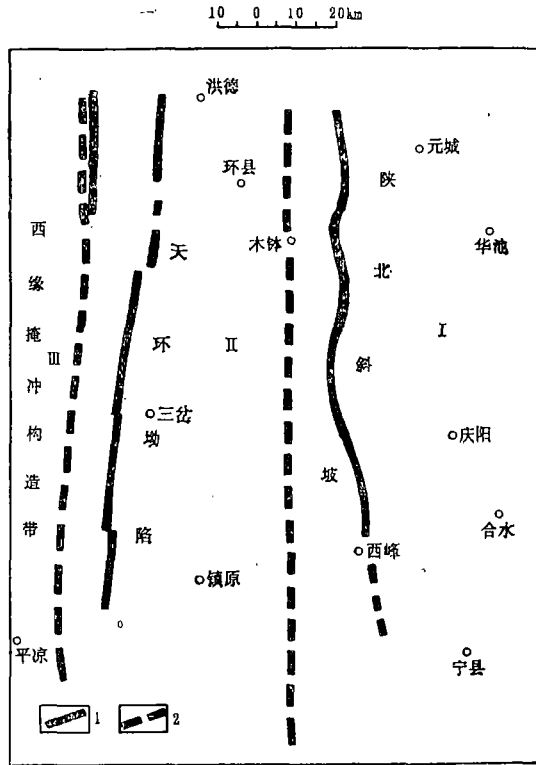 10 0 10 20km
洪德
元城
环县
陕北斜坡
西缘掩冲构造带
天环坳陷
木钵
华池
I
II
III
三岔
庆阳
合水
西峰
镇原
平凉
宁县
1
2